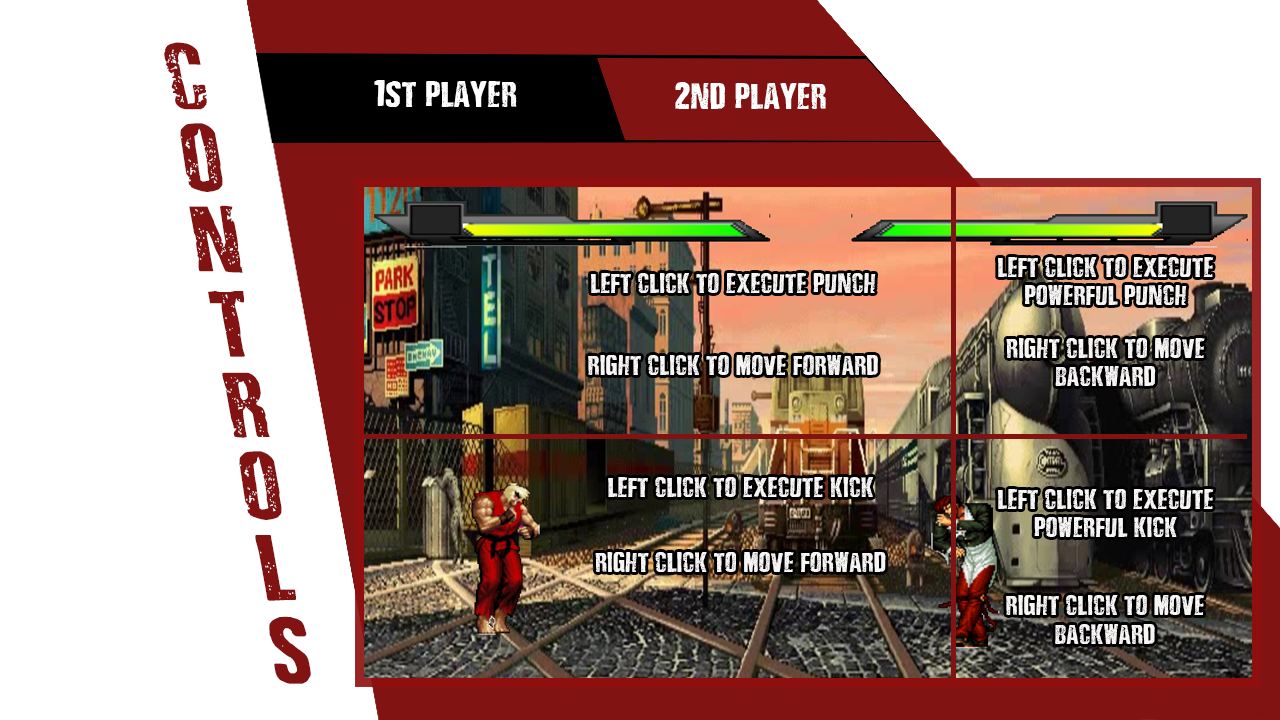 CONTROLS
1ST PLAYER
2ND PLAYER
PARK
STOP
TEL
LEFT CLICK TO EXECUTE PUNCH
RIGHT CLICK TO MOVE FORWARD
LEFT CLICK TO EXECUTE
POWERFUL PUNCH
RIGHT CLICK TO MOVE
BACKWARD
LEFT CLICK TO EXECUTE KICK
RIGHT CLICK TO MOVE FORWARD
LEFT CLICK TO EXECUTE
POWERFUL KICK
RIGHT CLICK TO MOVE
BACKWARD